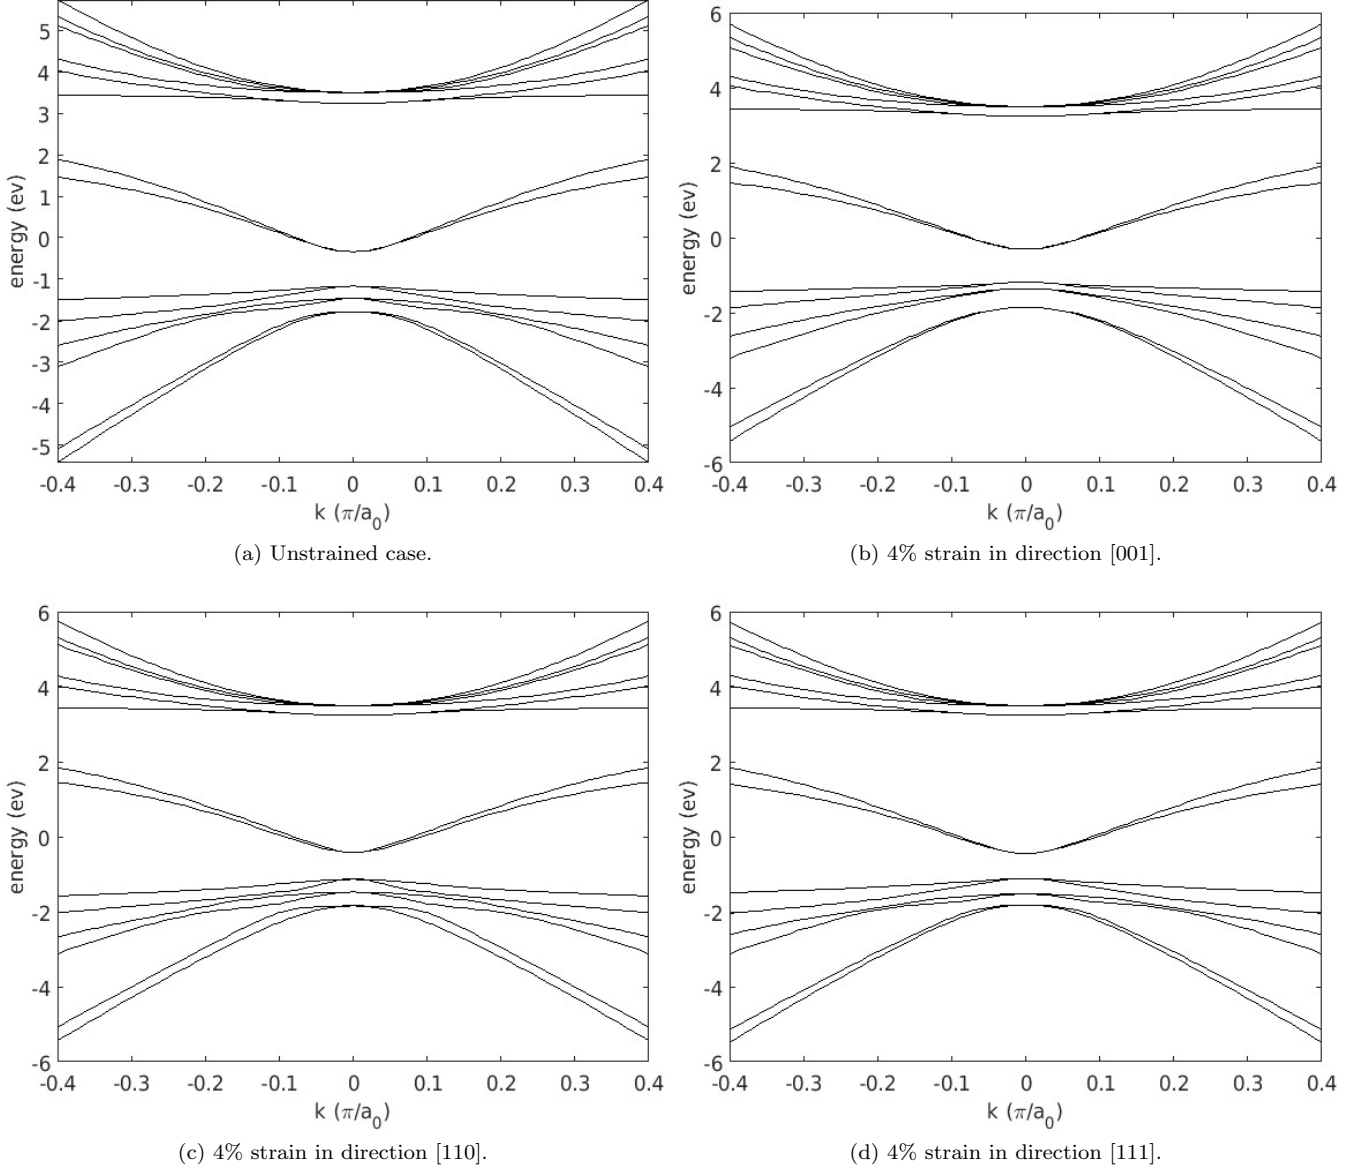 5
4
3
2
1
0
-1
-2
-3
-4
-5
energy (ev)
-0.4 -0.3 -0.2 -0.1 0 0.1 0.2 0.3 0.4
k (π/a0)
(a) Unstrained case.
6
4
2
0
-2
-4
-6
energy (ev)
-0.4 -0.3 -0.2 -0.1 0 0.1 0.2 0.3 0.4
k (π/a0)
(b) 4% strain in direction [001].
6
4
2
0
-2
-4
-6
energy (ev)
-0.4 -0.3 -0.2 -0.1 0 0.1 0.2 0.3 0.4
k (π/a0)
(c) 4% strain in direction [110].
6
4
2
0
-2
-4
-6
energy (ev)
-0.4 -0.3 -0.2 -0.1 0 0.1 0.2 0.3 0.4
k (π/a0)
(d) 4% strain in direction [111].